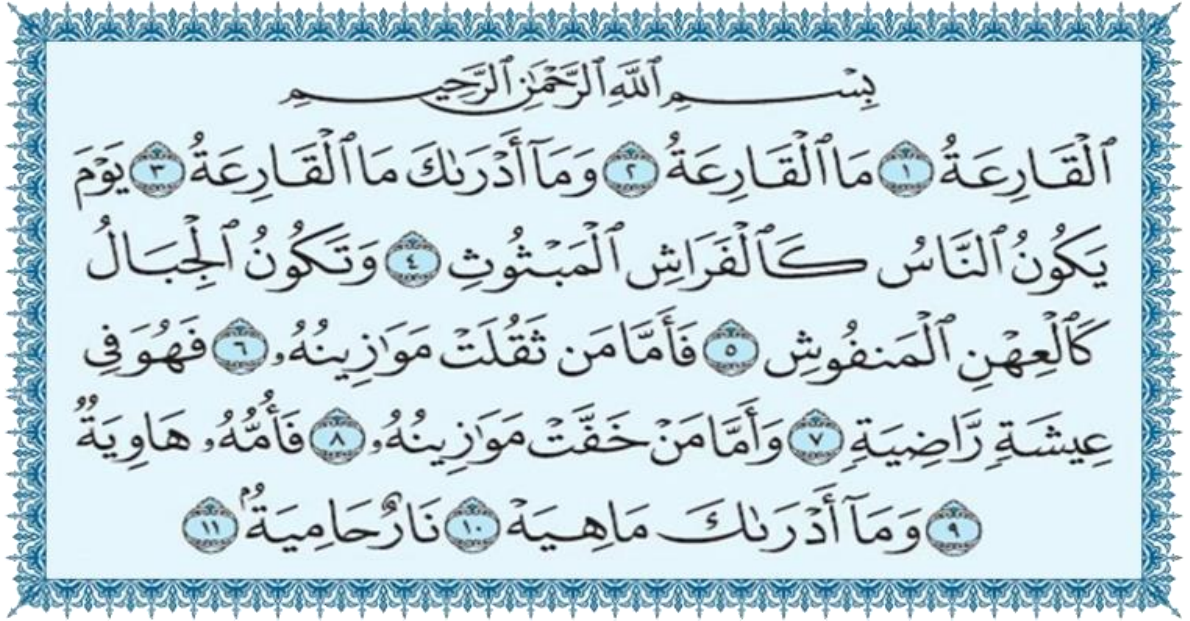 بِسْمِ ٱللَّهِ ٱلرَّحْمَٰنِ ٱلرَّحِيمِ
ٱلْقَارِعَةُ ١ مَا ٱلْقَارِعَةُ ٢ وَمَآ أَدْرَىٰكَ مَا ٱلْقَارِعَةُ ٣ يَوْمَ
يَكُونُ ٱلنَّاسُ كَٱلْفَرَاشِ ٱلْمَبْثُوثِ ٤ وَتَكُونُ ٱلْجِبَالُ
كَٱلْعِهْنِ ٱلْمَنفُوشِ ٥ فَأَمَّا مَن ثَقُلَتْ مَوَٰزِينُهُۥ ٦ فَهُوَ فِى
عِيشَةٍ رَّاضِيَةٍ ٧ وَأَمَّا مَنْ خَفَّتْ مَوَٰزِينُهُۥ ٨ فَأُمُّهُۥ هَاوِيَةٌ
٩ وَمَآ أَدْرَىٰكَ مَا هِيَهْ ١٠ نَارٌ حَامِيَةٌۢ ١١